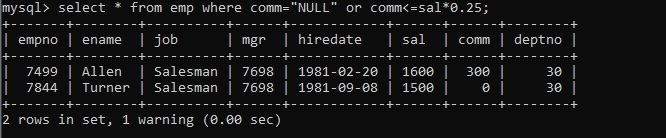 mysql> select * from emp where comm="NULL" or comm<=sal*0.25;
+-------+--------+----------+------+------------+------+------+--------+
| empno | ename  | job      | mgr  | hiredate   | sal  | comm | deptno |
+-------+--------+----------+------+------------+------+------+--------+
|  7499 | Allen  | Salesman | 7698 | 1981-02-20 | 1600 |  300 |     30 |
|  7844 | Turner | Salesman | 7698 | 1981-09-08 | 1500 |    0 |     30 |
+-------+--------+----------+------+------------+------+------+--------+
2 rows in set, 1 warning (0.00 sec)